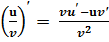 (u/v)′ = (vu′−uv′)/v²